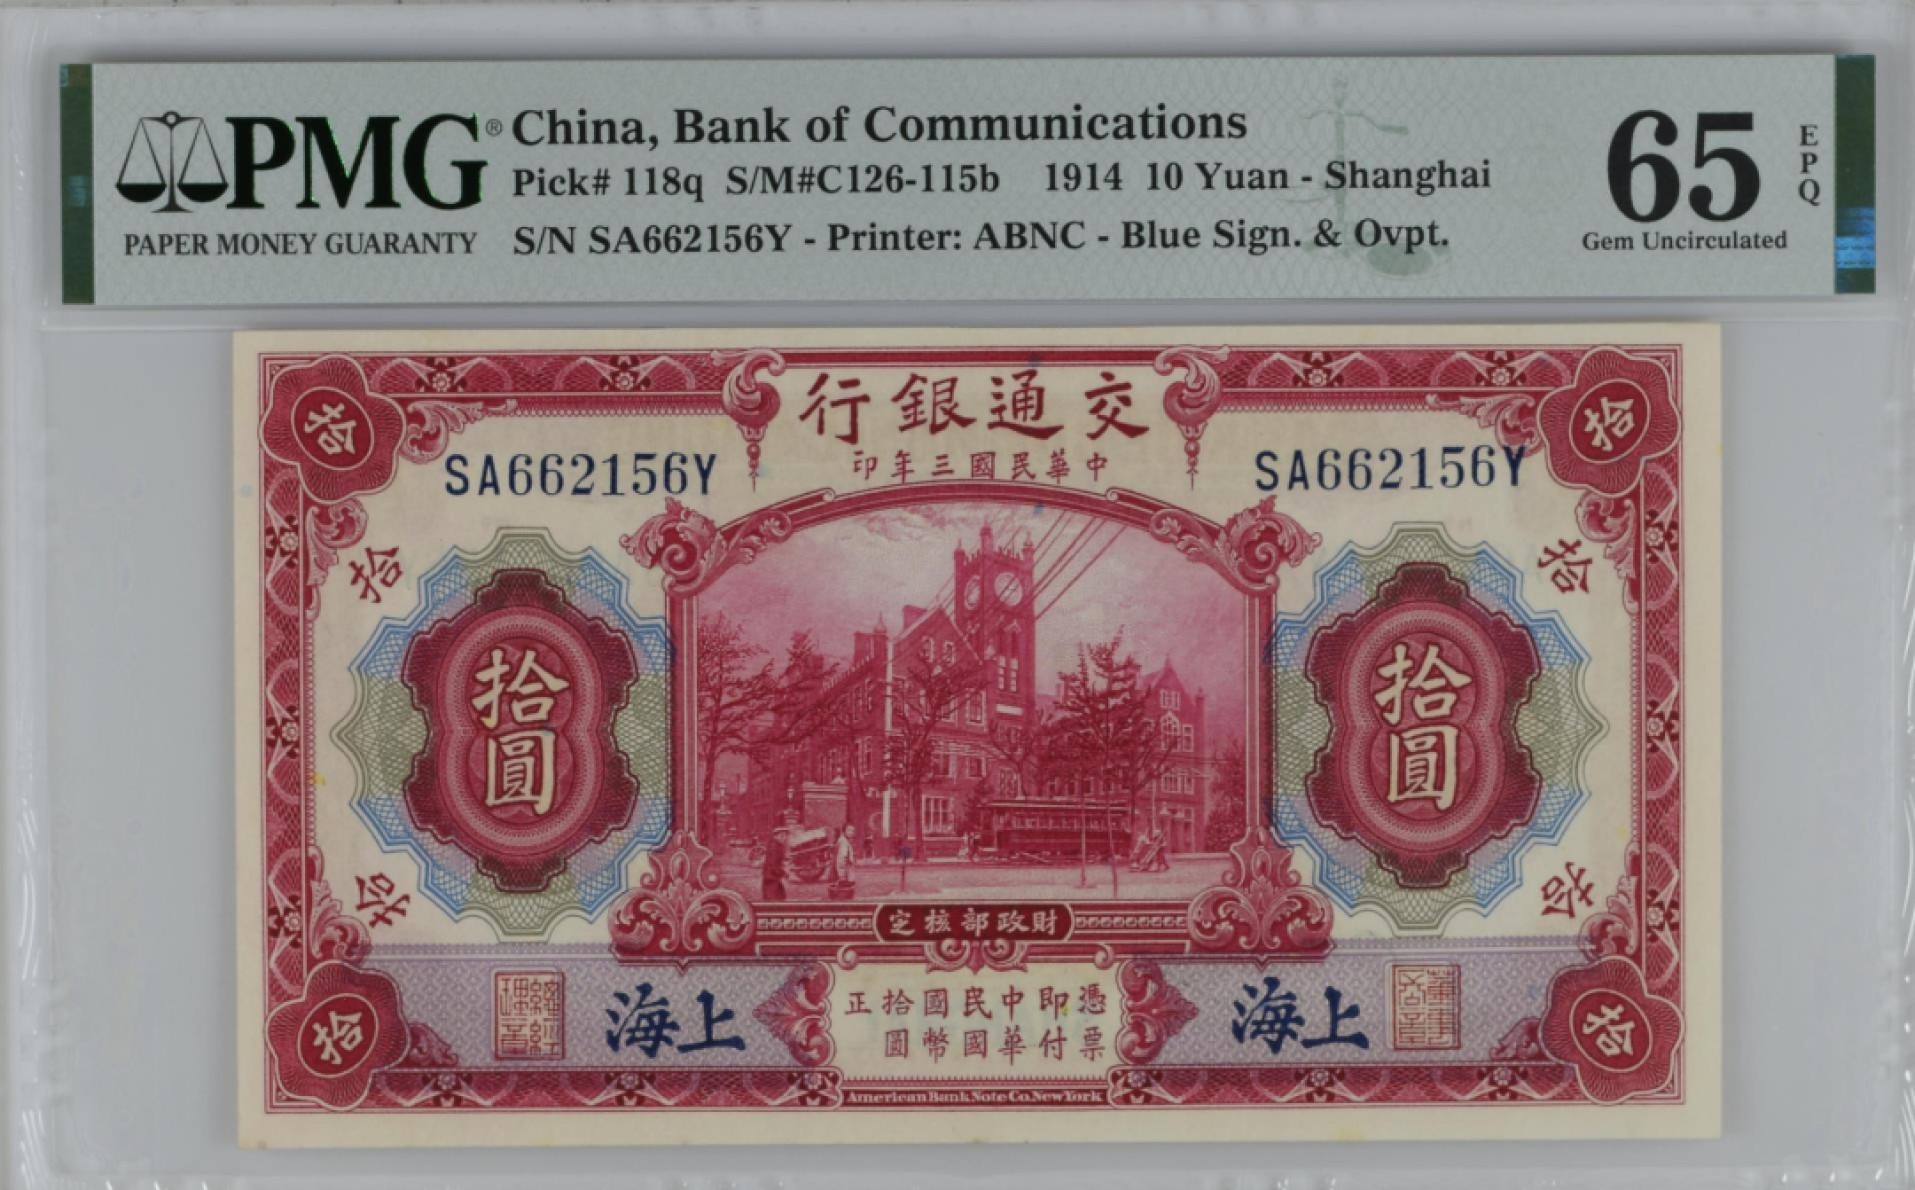 PMG® China, Bank of Communications
Pick# 118q S/M#C126-115b 1914 10 Yuan - Shanghai
PAPER MONEY GUARANTY S/N SA662156Y - Printer: ABNC - Blue Sign. & Ovpt.
65 EPQ
Gem Uncirculated
交通銀行
中華民國三年印
SA662156Y SA662156Y
拾 拾
拾 拾
拾圓 拾圓
財政部核定
拾 拾
上海 上海
憑票即付中華民國國幣拾圓正
拾 拾
American Bank Note Co. New York